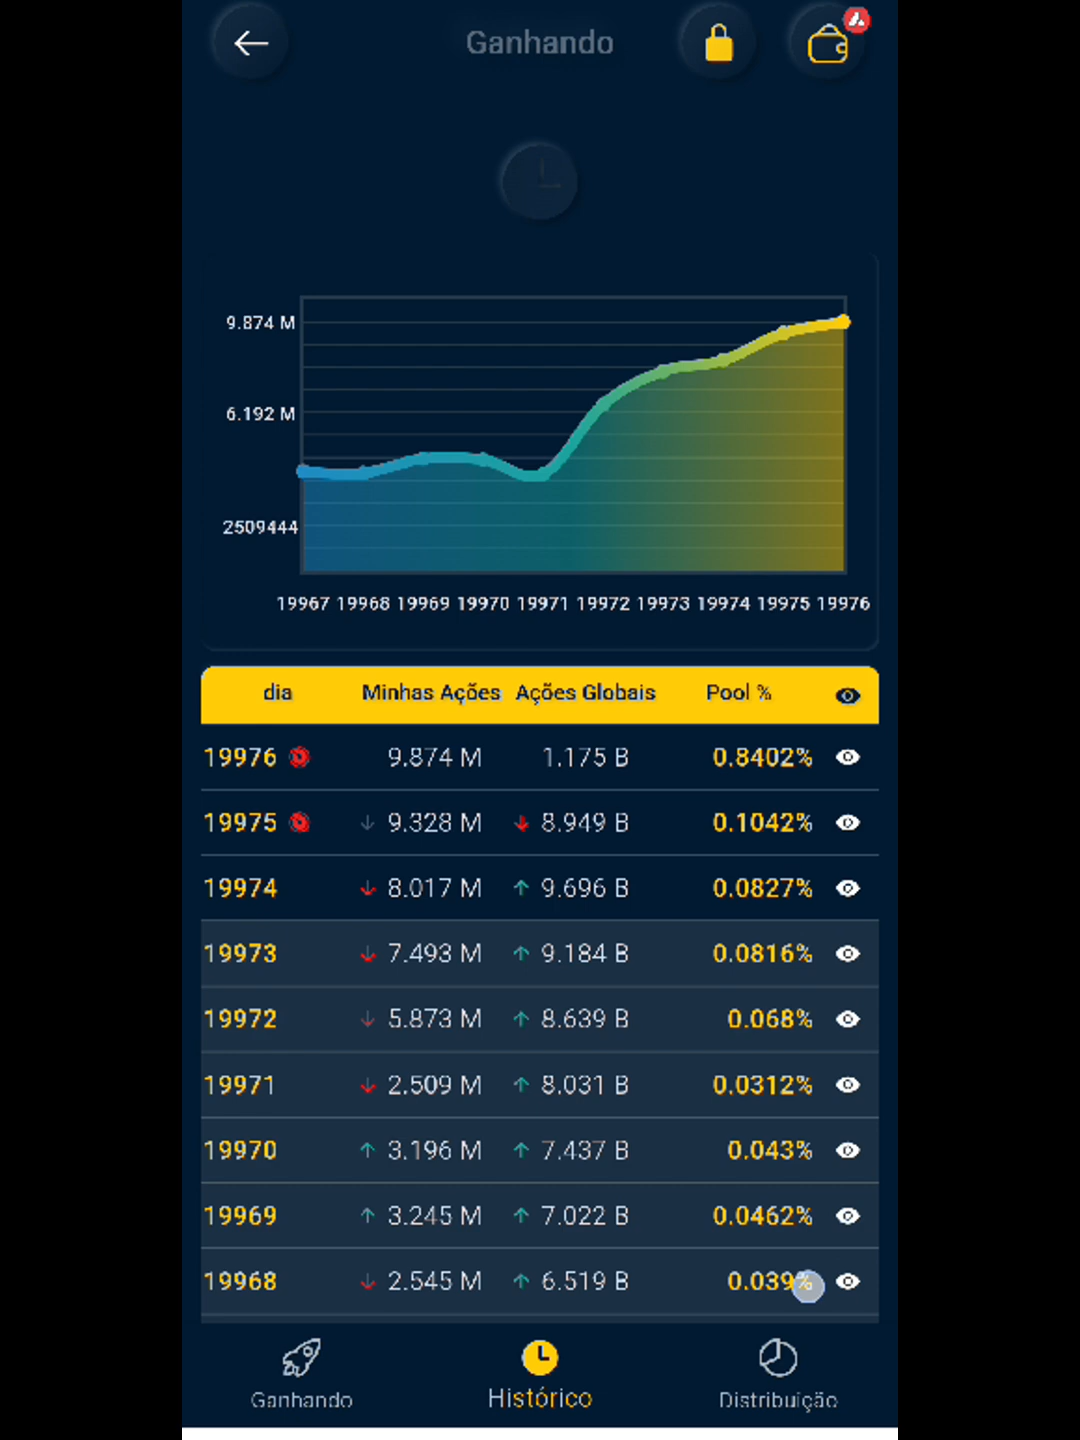 Ganhando
9.874 M
6.192 M
2509444
19967 19968 19969 19970 19971 19972 19973 19974 19975 19976
dia Minhas Ações Ações Globais Pool %
19976 9.874 M 1.175 B 0.8402%
19975 9.328 M 8.949 B 0.1042%
19974 8.017 M 9.696 B 0.0827%
19973 7.493 M 9.184 B 0.0816%
19972 5.873 M 8.639 B 0.068%
19971 2.509 M 8.031 B 0.0312%
19970 3.196 M 7.437 B 0.043%
19969 3.245 M 7.022 B 0.0462%
19968 2.545 M 6.519 B 0.039%
Ganhando Histórico Distribuição